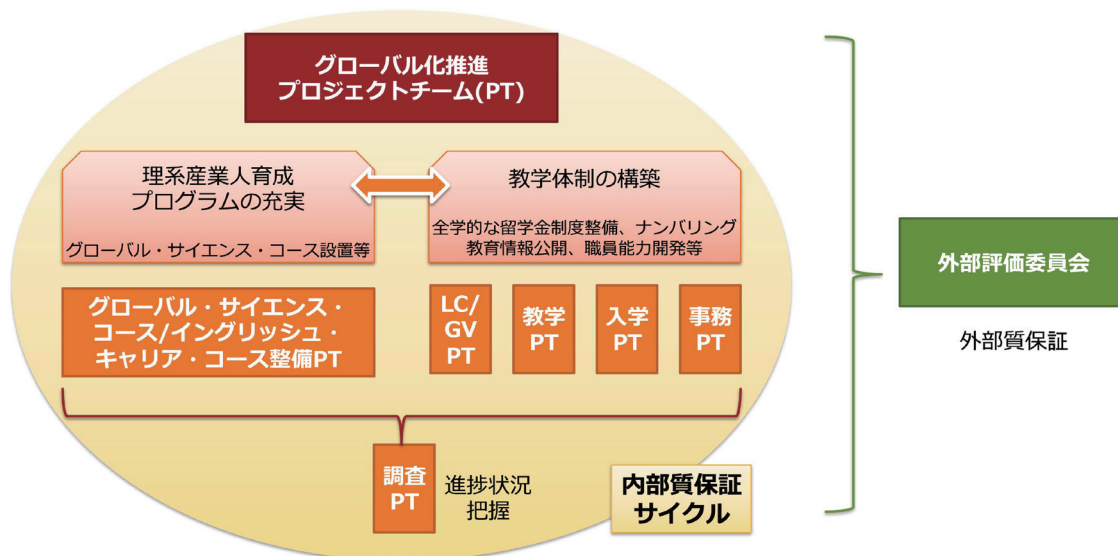 グローバル化推進
プロジェクトチーム(PT)
理系産業人育成
プログラムの充実
グローバル・サイエンス・コース設置等
教学体制の構築
全学的な留学金制度整備、ナンバリング
教育情報公開、職員能力開発等
グローバル・サイエンス・
コース/イングリッシュ・
キャリア・コース整備PT
LC/
GV
PT
教学
PT
入学
PT
事務
PT
調査
PT
進捗状況
把握
内部質保証
サイクル
外部評価委員会
外部質保証